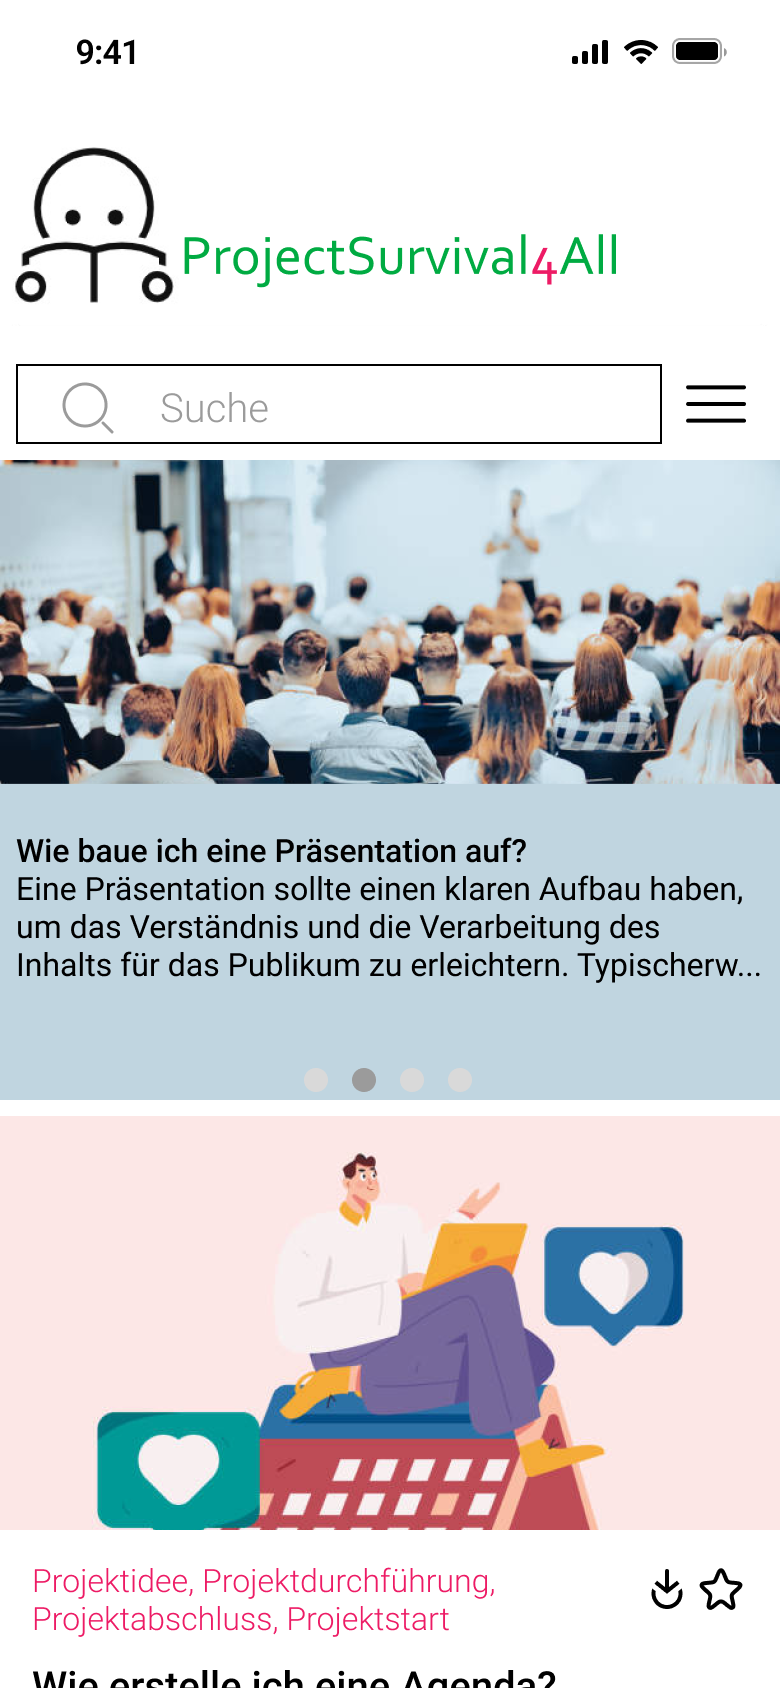 9:41
ProjectSurvival4All
Suche
Wie baue ich eine Präsentation auf?
Eine Präsentation sollte einen klaren Aufbau haben,
um das Verständnis und die Verarbeitung des
Inhalts für das Publikum zu erleichtern. Typischerw...
Projektidee, Projektdurchführung,
Projektabschluss, Projektstart
Wie erstelle ich eine Agenda?